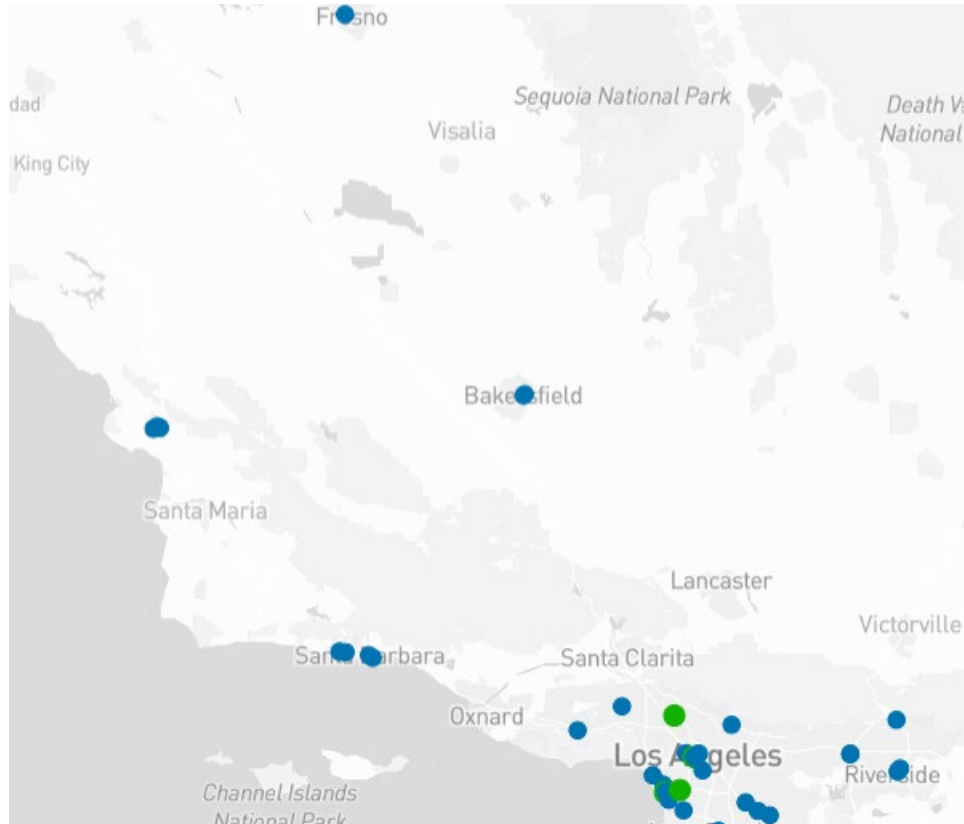 Fresno
Sequoia National Park
dad
Death Va
National
Visalia
King City
Bakersfield
Santa Maria
Lancaster
Victorville
Santa Barbara
Santa Clarita
Oxnard
Los Angeles
Riverside
Channel Islands
National Park